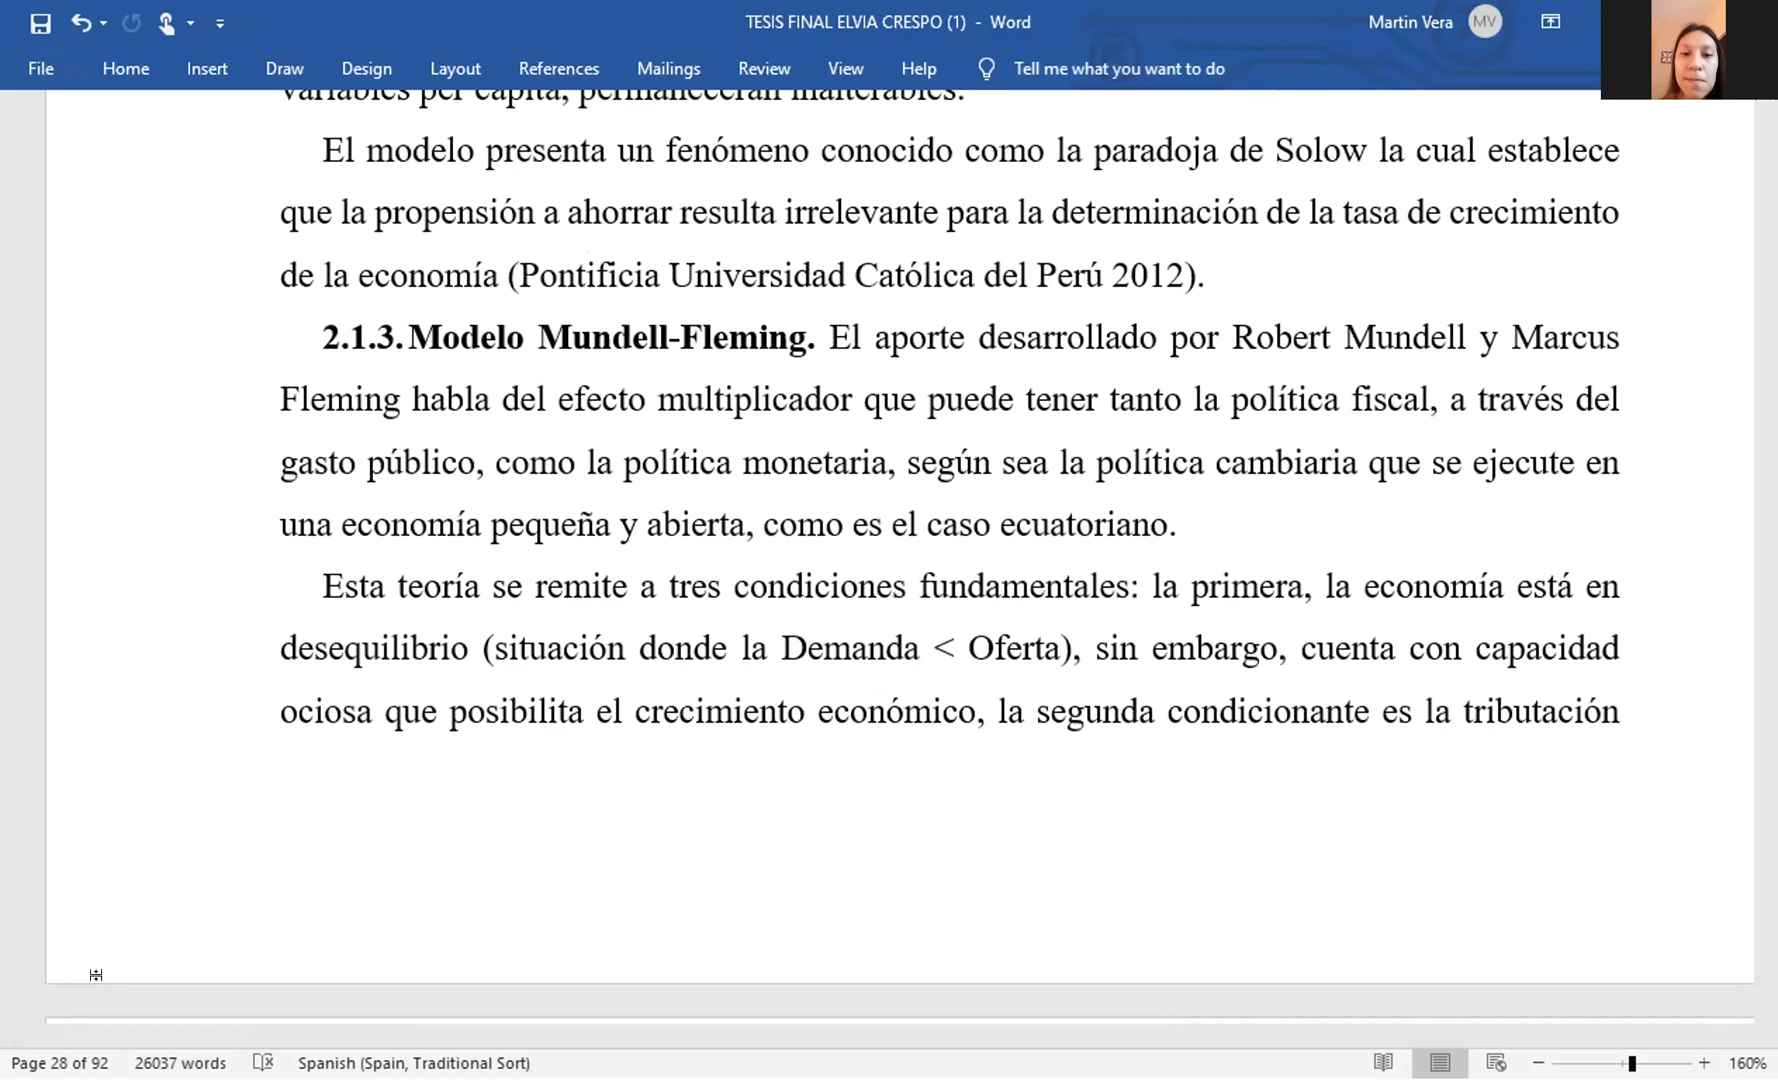 TESIS FINAL ELVIA CRESPO (1) - Word
Martin Vera MV
File Home Insert Draw Design Layout References Mailings Review View Help Tell me what you want to do
variables per cápita, permanecerán inalterables.
El modelo presenta un fenómeno conocido como la paradoja de Solow la cual establece
que la propensión a ahorrar resulta irrelevante para la determinación de la tasa de crecimiento
de la economía (Pontificia Universidad Católica del Perú 2012).
2.1.3. Modelo Mundell-Fleming. El aporte desarrollado por Robert Mundell y Marcus
Fleming habla del efecto multiplicador que puede tener tanto la política fiscal, a través del
gasto público, como la política monetaria, según sea la política cambiaria que se ejecute en
una economía pequeña y abierta, como es el caso ecuatoriano.
Esta teoría se remite a tres condiciones fundamentales: la primera, la economía está en
desequilibrio (situación donde la Demanda < Oferta), sin embargo, cuenta con capacidad
ociosa que posibilita el crecimiento económico, la segunda condicionante es la tributación
Page 28 of 92 26037 words Spanish (Spain, Traditional Sort) 160%